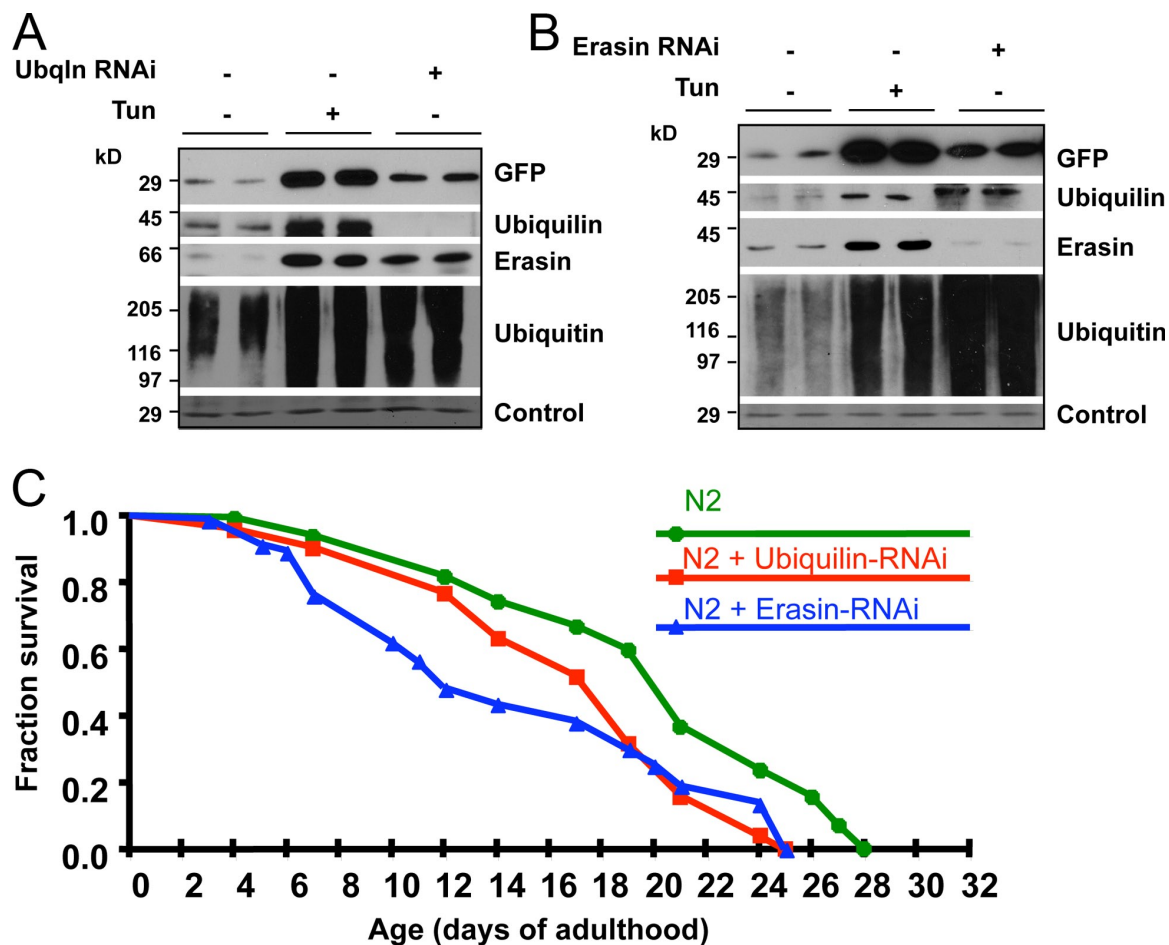 A
Ubqln RNAi - - +
Tun - + -
kD
29 GFP
45 Ubiquilin
66 Erasin
205
116
97
Ubiquitin
29 Control
B
Erasin RNAi - - +
Tun - + -
kD
29 GFP
45 Ubiquilin
45 Erasin
205
116
97
Ubiquitin
29 Control
C
N2
N2 + Ubiquilin-RNAi
N2 + Erasin-RNAi
Fraction survival
1.0
0.8
0.6
0.4
0.2
0.0
0 2 4 6 8 10 12 14 16 18 20 22 24 26 28 30 32
Age (days of adulthood)